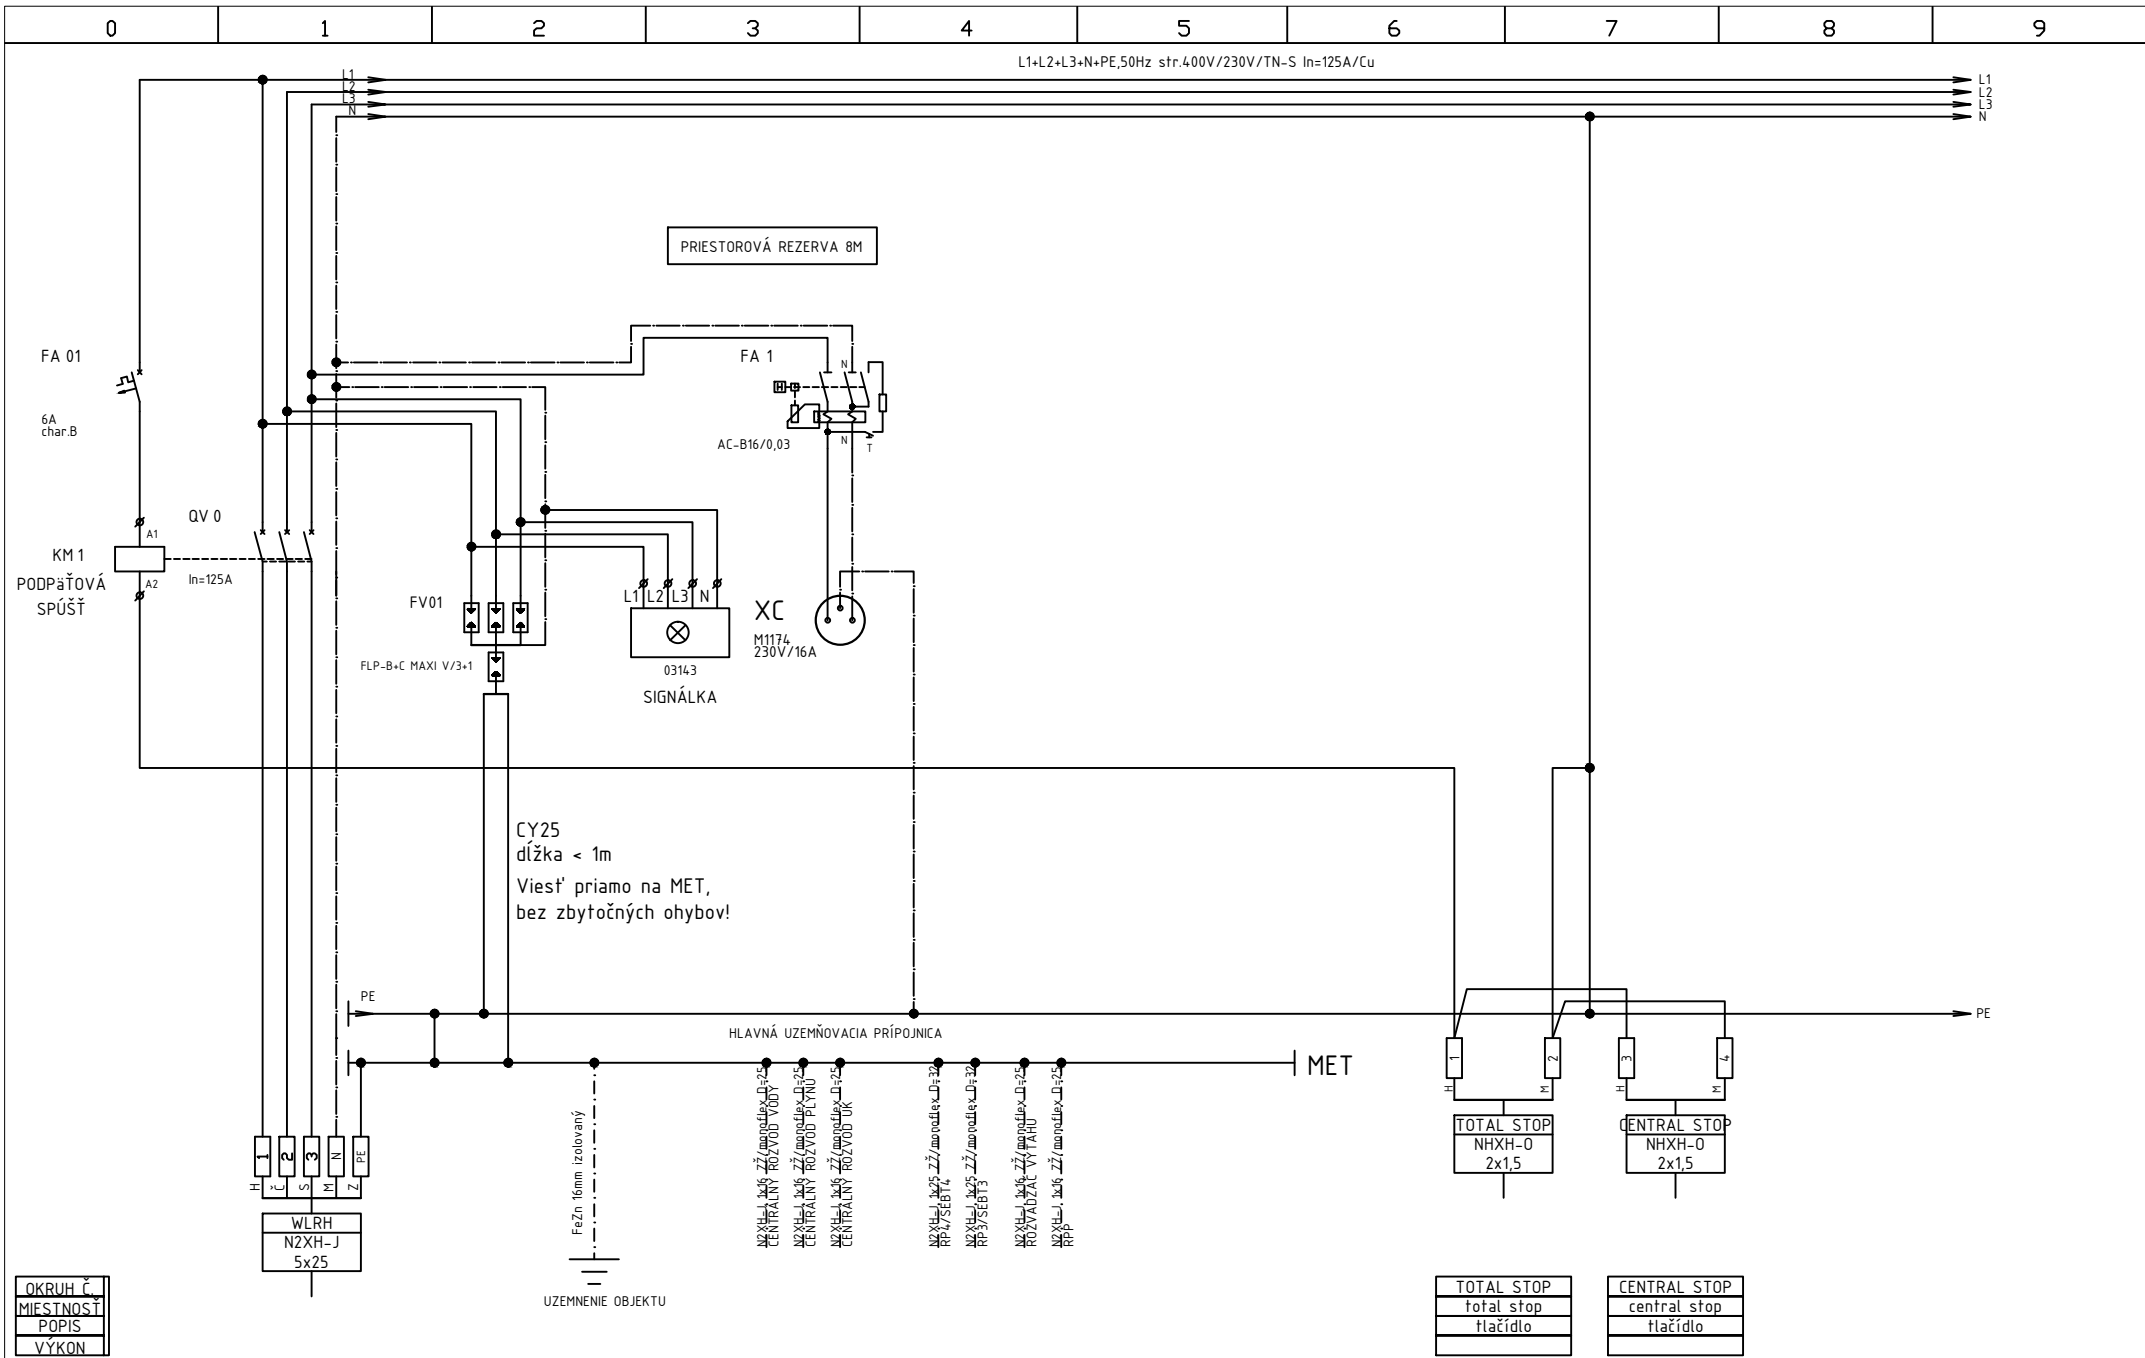 0 1 2 3 4 5 6 7 8 9
L1+L2+L3+N+PE,50Hz str.400V/230V/TN-S In=125A/Cu
L1
L2
L3
N
L1
L2
L3
N
PRIESTOROVÁ REZERVA 8M
FA 01
6A
char.B
FA 1
N
AC-B16/0,03
N
T
QV 0
In=125A
A1
KM 1
A2
PODPäŤOVÁ
SPÚŠŤ
FV01
FLP-B+C MAXI V/3+1
L1 L2 L3 N
03143
SIGNÁLKA
XC
M1174
230V/16A
CY25
dĺžka < 1m
Viesť priamo na MET,
bez zbytočných ohybov!
PE
PE
HLAVNÁ UZEMŇOVACIA PRÍPOJNICA
MET
1 2 3 N PE
H Č S M Z
WLRH
N2XH-J
5x25
FeZn 16mm izolovaný
UZEMNENIE OBJEKTU
N2XH-J, 1x16 ZŽ/monoflex D=25
CENTRÁLNY ROZVOD VODY
N2XH-J, 1x16 ZŽ/monoflex D=25
CENTRÁLNY ROZVOD PLYNU
N2XH-J, 1x16 ZŽ/monoflex D=25
CENTRÁLNY ROZVOD ÚK
N2XH-J, 1x25 ZŽ/monoflex D=32
RP4/SEBT4
N2XH-J, 1x25 ZŽ/monoflex D=32
RP3/SEBT3
N2XH-J, 1x16 ZŽ/monoflex D=25
ROZVÁDZAČ VÝŤAHU
N2XH-J, 1x16 ZŽ/monoflex D=25
RPP
1 2 3 4
H M H M
TOTAL STOP
NHXH-O
2x1,5
CENTRAL STOP
NHXH-O
2x1,5
OKRUH Č.
MIESTNOSŤ
POPIS
VÝKON
TOTAL STOP
total stop
tlačídlo
CENTRAL STOP
central stop
tlačídlo